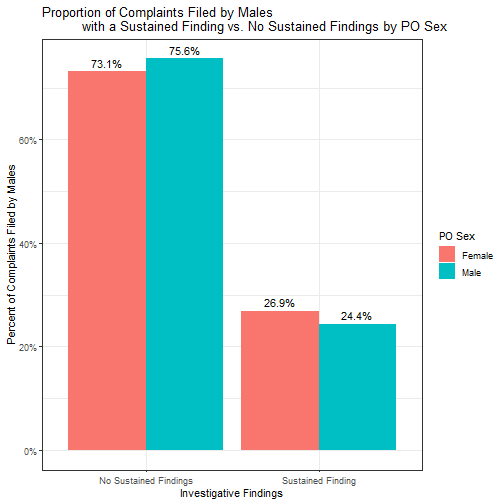 Proportion of Complaints Filed by Males
with a Sustained Finding vs. No Sustained Findings by PO Sex
Percent of Complaints Filed by Males
60%
40%
20%
0%
73.1%
75.6%
26.9%
24.4%
No Sustained Findings
Sustained Finding
Investigative Findings
PO Sex
Female
Male